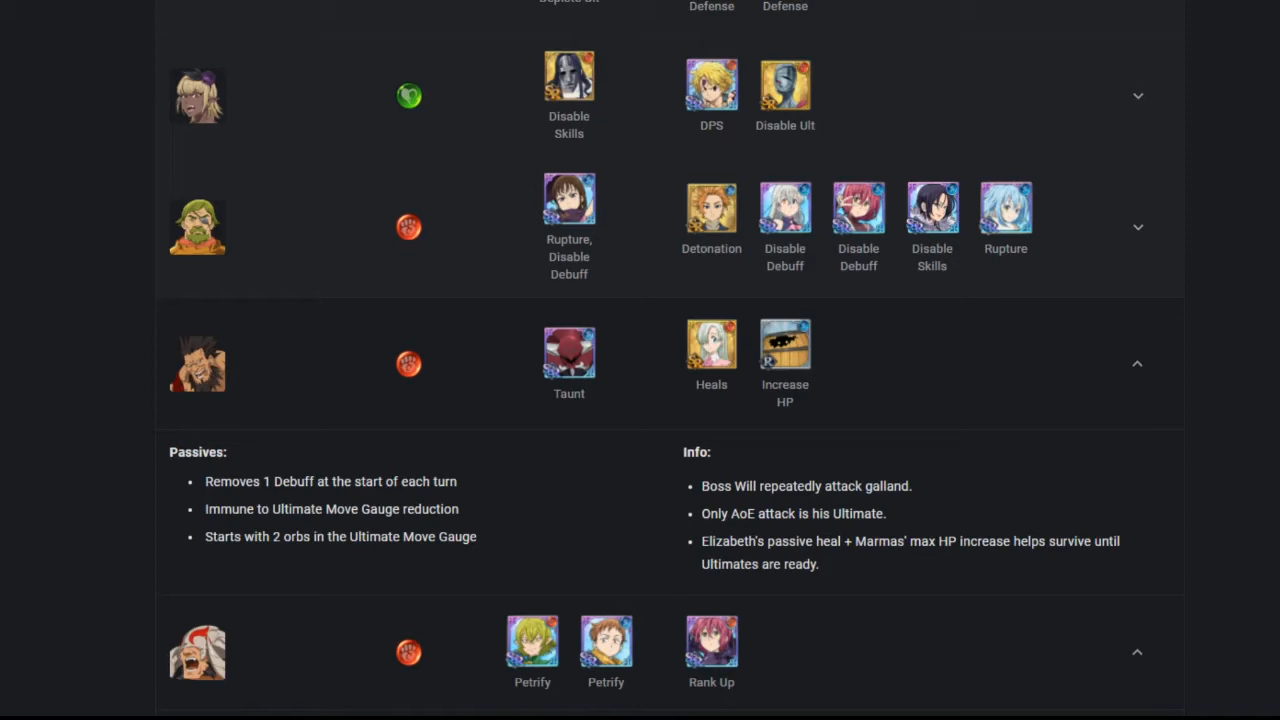 Defense
Defense
Disable
Skills
DPS
Disable Ult
Rupture,
Disable
Debuff
Detonation
Disable
Debuff
Disable
Debuff
Disable
Skills
Rupture
Taunt
Heals
Increase
HP
Passives:
Removes 1 Debuff at the start of each turn
Immune to Ultimate Move Gauge reduction
Starts with 2 orbs in the Ultimate Move Gauge
Info:
Boss Will repeatedly attack galland.
Only AoE attack is his Ultimate.
Elizabeth's passive heal + Marmas' max HP increase helps survive until
Ultimates are ready.
Petrify
Petrify
Rank Up